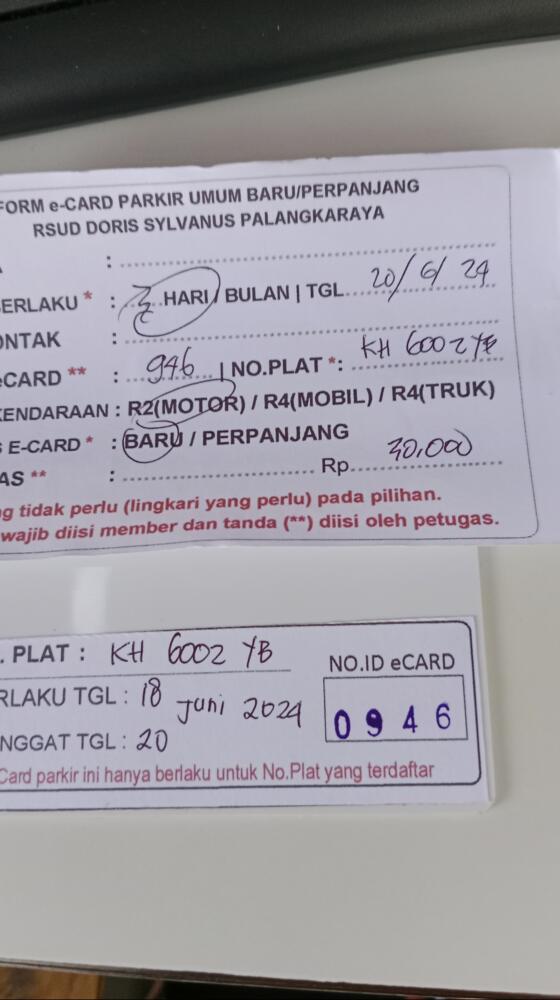 FORM e-CARD PARKIR UMUM BARU/PERPANJANG
RSUD DORIS SYLVANUS PALANGKARAYA
: ........
ERLAKU * : 3 HARI / BULAN | TGL 20/6/24
ONTAK :
eCARD ** : 946 | NO.PLAT *: KH 6002 YB
KENDARAAN : R2(MOTOR) / R4(MOBIL) / R4(TRUK)
S E-CARD * : BARU / PERPANJANG
AS ** : Rp. 30.000
g tidak perlu (lingkari yang perlu) pada pilihan.
wajib diisi member dan tanda (**) diisi oleh petugas.
. PLAT : KH 6002 YB
NO.ID eCARD
RLAKU TGL : 18 Juni 2024
0946
NGGAT TGL : 20
Card parkir ini hanya berlaku untuk No.Plat yang terdaftar